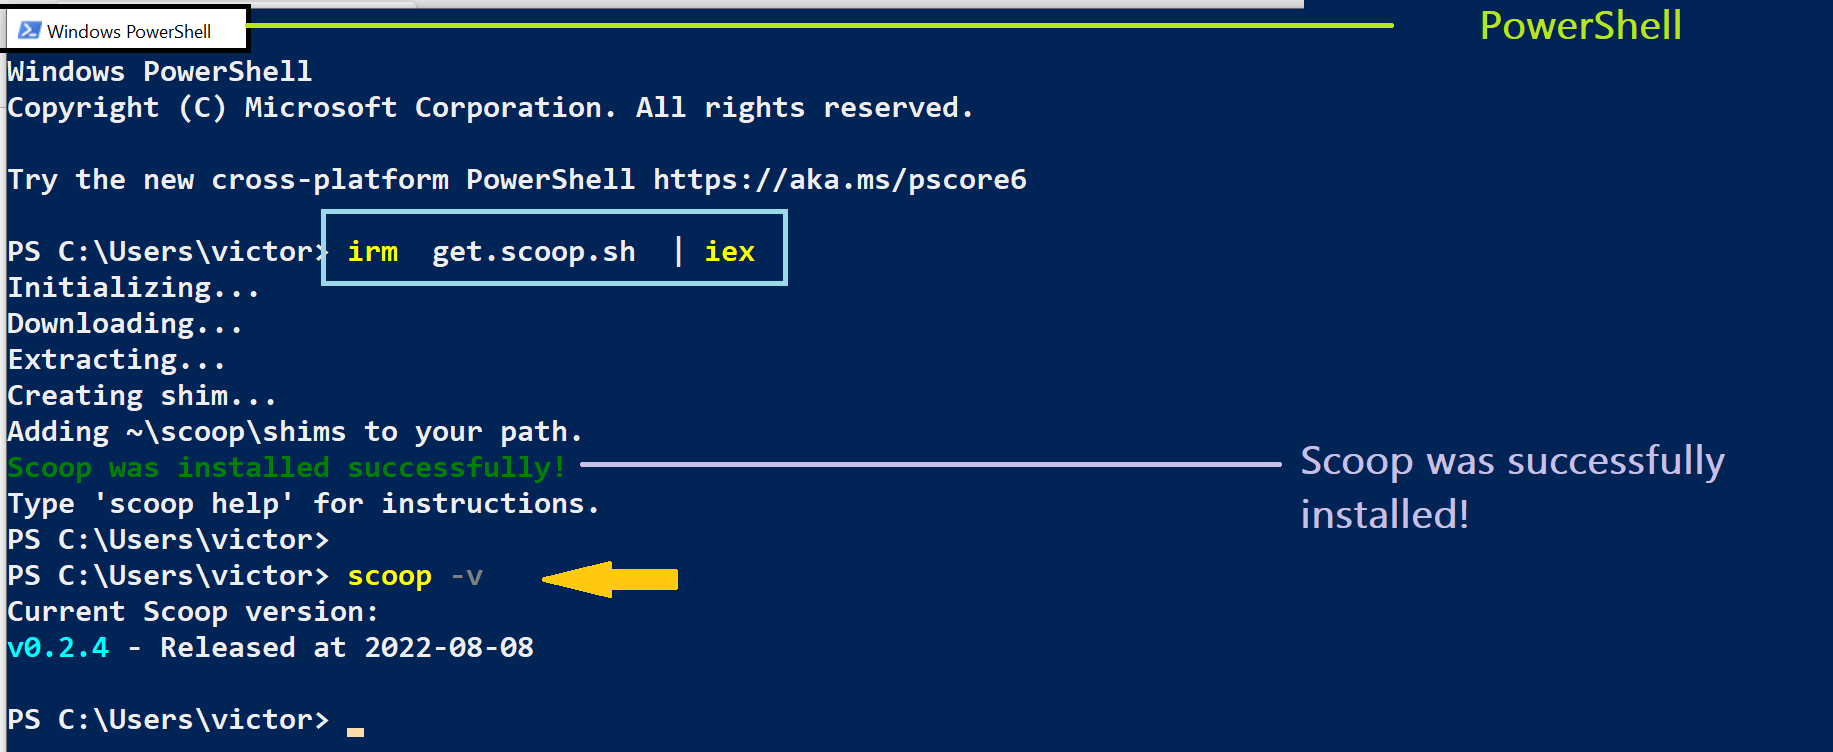 Windows PowerShell
PowerShell
Windows PowerShell
Copyright (C) Microsoft Corporation. All rights reserved.
Try the new cross-platform PowerShell https://aka.ms/pscore6
PS C:\Users\victor> irm  get.scoop.sh  | iex
Initializing...
Downloading...
Extracting...
Creating shim...
Adding ~\scoop\shims to your path.
Scoop was installed successfully!
Scoop was successfully
installed!
Type 'scoop help' for instructions.
PS C:\Users\victor>
PS C:\Users\victor> scoop -v
Current Scoop version:
v0.2.4 - Released at 2022-08-08
PS C:\Users\victor>